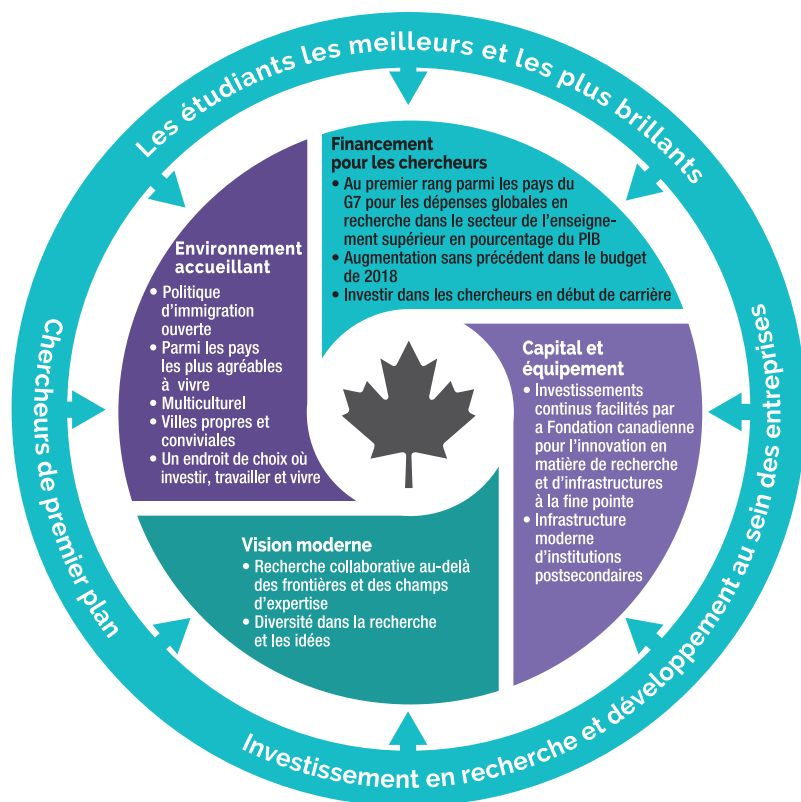 Les étudiants les meilleurs et les plus brillants
Financement
pour les chercheurs
• Au premier rang parmi les pays du
G7 pour les dépenses globales en
recherche dans le secteur de l'enseigne-
ment supérieur en pourcentage du PIB
• Augmentation sans précédent dans le budget
de 2018
• Investir dans les chercheurs en début de carrière
Environnement
accueillant
• Politique
d'immigration
ouverte
• Parmi les pays
les plus agréables
à vivre
• Multiculturel
• Villes propres et
conviviales
• Un endroit de choix où
investir, travailler et vivre
Capital et
équipement
• Investissements
continus facilités par
a Fondation canadienne
pour l'innovation en
matière de recherche
et d'infrastructures
à la fine pointe
• Infrastructure
moderne
d'institutions
postsecondaires
Vision moderne
• Recherche collaborative au-delà
des frontières et des champs
d'expertise
• Diversité dans la recherche
et les idées
Chercheurs de premier plan
Investissement en recherche et développement au sein des entreprises